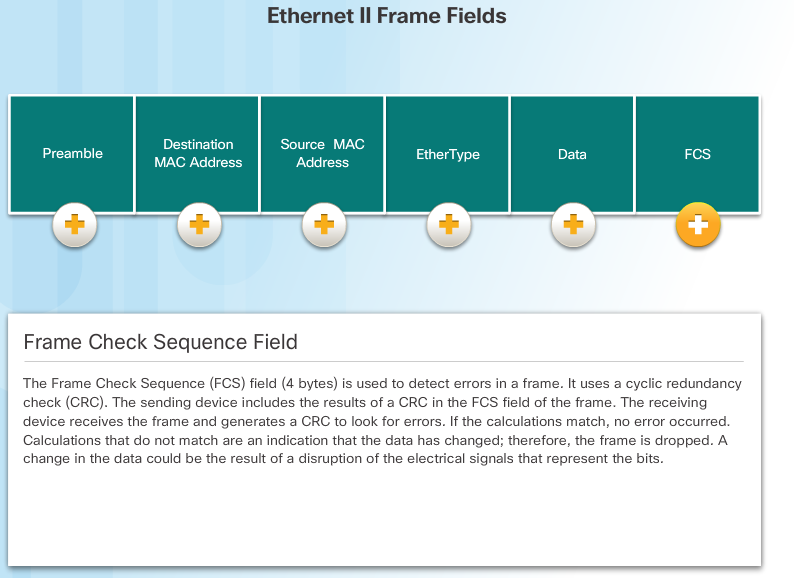 Ethernet II Frame Fields
Preamble
Destination
MAC Address
Source MAC
Address
EtherType
Data
FCS
Frame Check Sequence Field
The Frame Check Sequence (FCS) field (4 bytes) is used to detect errors in a frame. It uses a cyclic redundancy
check (CRC). The sending device includes the results of a CRC in the FCS field of the frame. The receiving
device receives the frame and generates a CRC to look for errors. If the calculations match, no error occurred.
Calculations that do not match are an indication that the data has changed; therefore, the frame is dropped. A
change in the data could be the result of a disruption of the electrical signals that represent the bits.